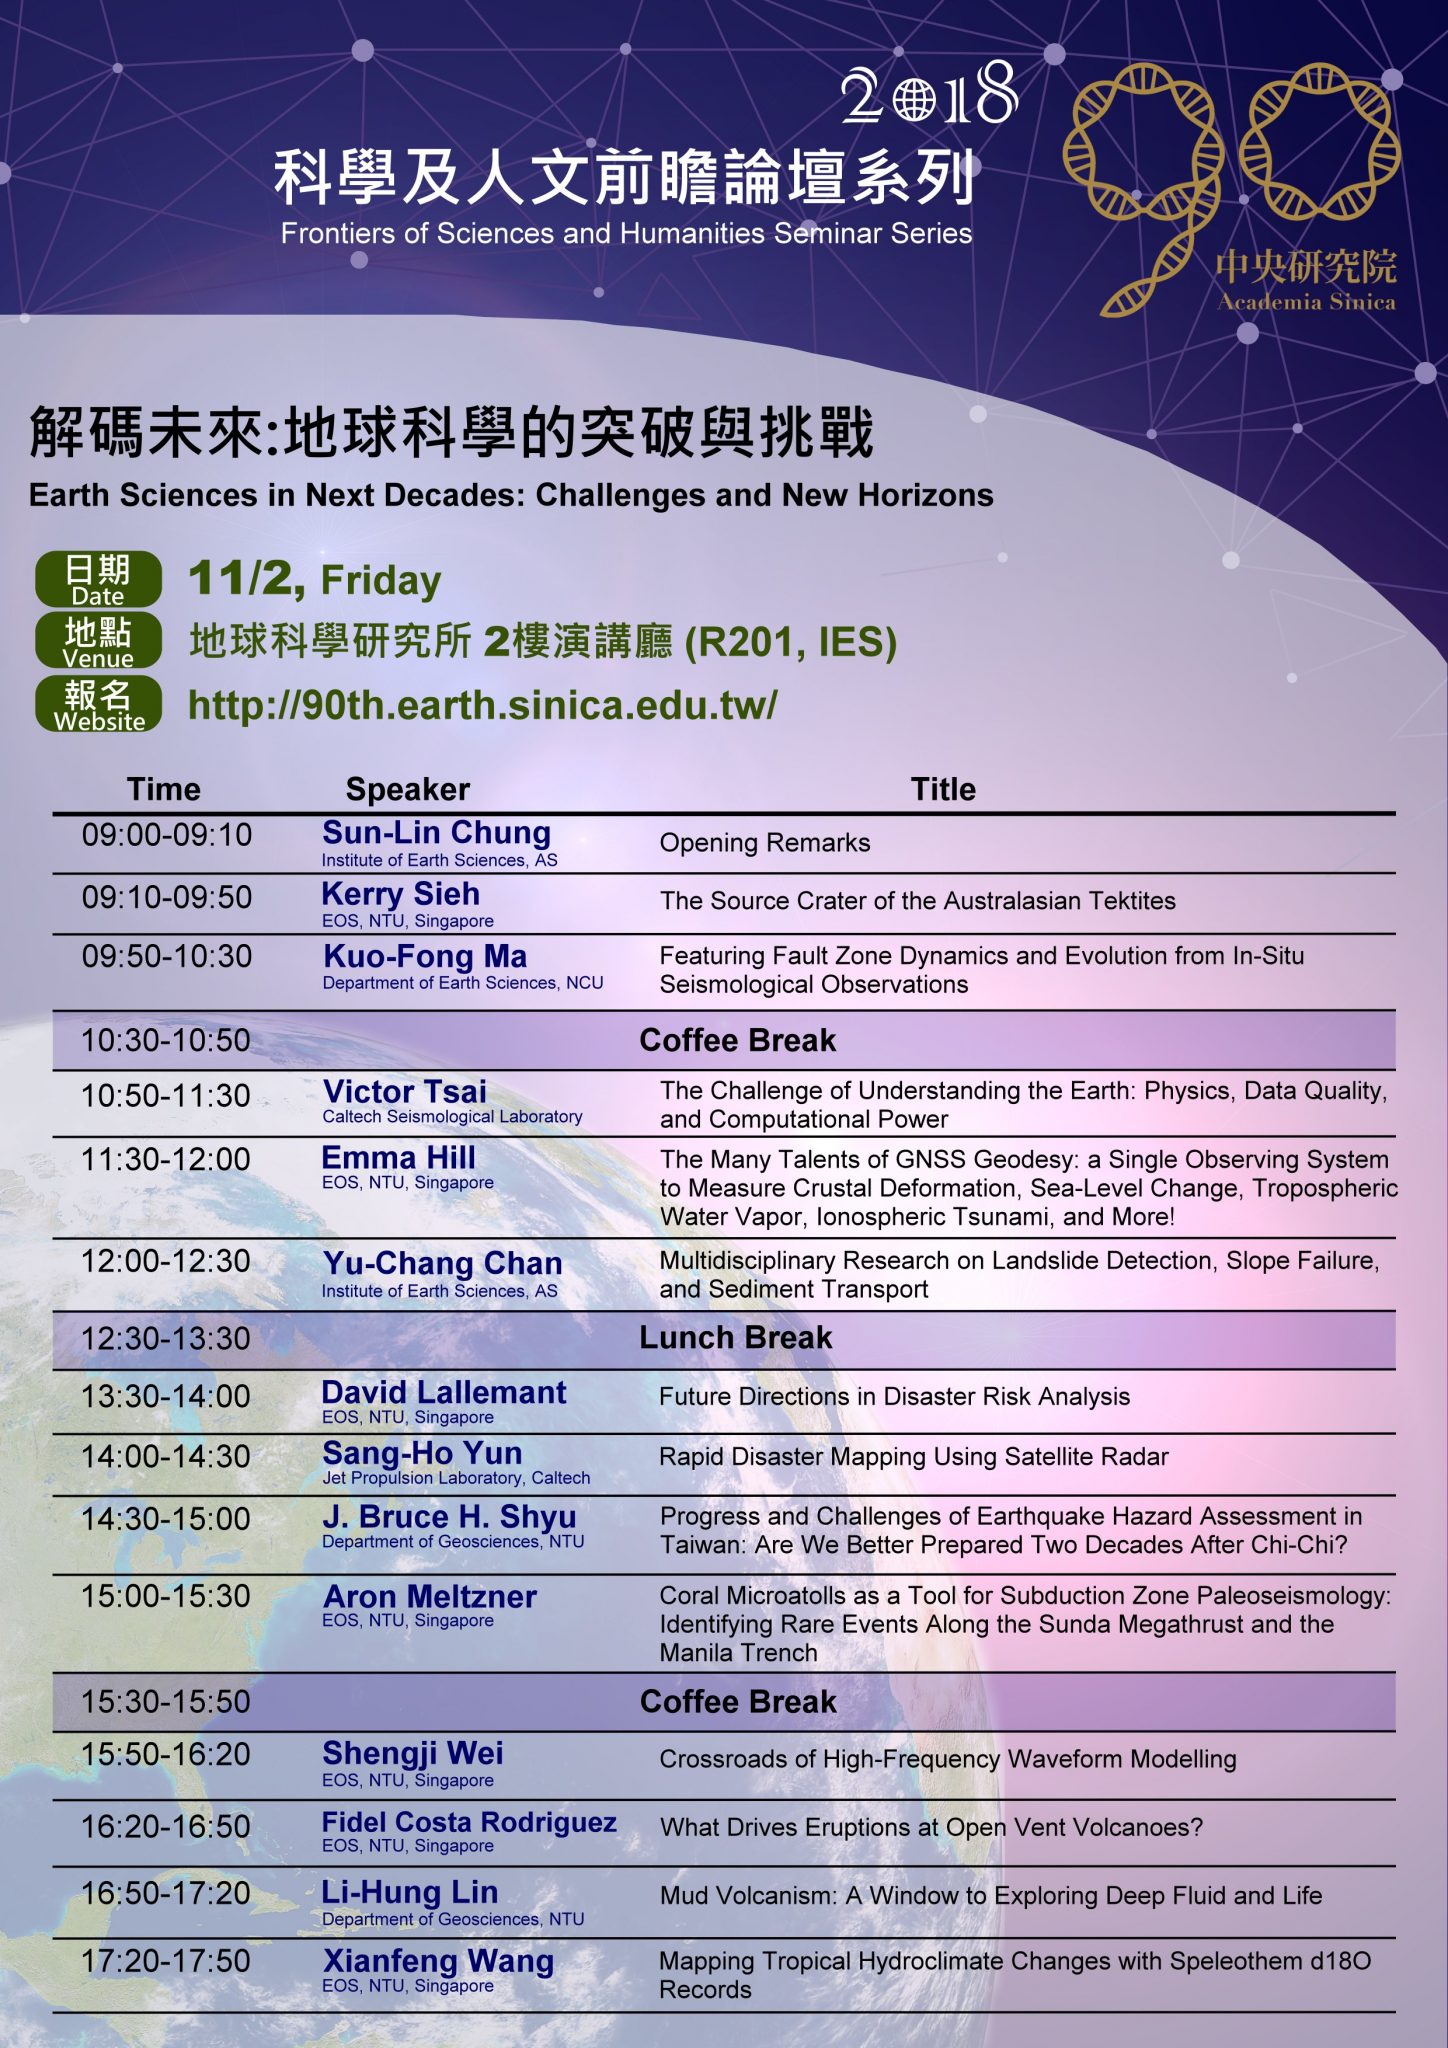 2018
科學及人文前瞻論壇系列
Frontiers of Sciences and Humanities Seminar Series
中央研究院
Academia Sinica
解碼未來:地球科學的突破與挑戰
Earth Sciences in Next Decades: Challenges and New Horizons
日期
Date
11/2, Friday
地點
Venue
地球科學研究所 2樓演講廳 (R201, IES)
報名
Website
http://90th.earth.sinica.edu.tw/
Time Speaker Title
09:00-09:10 Sun-Lin Chung
Institute of Earth Sciences, AS
Opening Remarks
09:10-09:50 Kerry Sieh
EOS, NTU, Singapore
The Source Crater of the Australasian Tektites
09:50-10:30 Kuo-Fong Ma
Department of Earth Sciences, NCU
Featuring Fault Zone Dynamics and Evolution from In-Situ
Seismological Observations
10:30-10:50 Coffee Break
10:50-11:30 Victor Tsai
Caltech Seismological Laboratory
The Challenge of Understanding the Earth: Physics, Data Quality,
and Computational Power
11:30-12:00 Emma Hill
EOS, NTU, Singapore
The Many Talents of GNSS Geodesy: a Single Observing System
to Measure Crustal Deformation, Sea-Level Change, Tropospheric
Water Vapor, Ionospheric Tsunami, and More!
12:00-12:30 Yu-Chang Chan
Institute of Earth Sciences, AS
Multidisciplinary Research on Landslide Detection, Slope Failure,
and Sediment Transport
12:30-13:30 Lunch Break
13:30-14:00 David Lallemant
EOS, NTU, Singapore
Future Directions in Disaster Risk Analysis
14:00-14:30 Sang-Ho Yun
Jet Propulsion Laboratory, Caltech
Rapid Disaster Mapping Using Satellite Radar
14:30-15:00 J. Bruce H. Shyu
Department of Geosciences, NTU
Progress and Challenges of Earthquake Hazard Assessment in
Taiwan: Are We Better Prepared Two Decades After Chi-Chi?
15:00-15:30 Aron Meltzner
EOS, NTU, Singapore
Coral Microatolls as a Tool for Subduction Zone Paleoseismology:
Identifying Rare Events Along the Sunda Megathrust and the
Manila Trench
15:30-15:50 Coffee Break
15:50-16:20 Shengji Wei
EOS, NTU, Singapore
Crossroads of High-Frequency Waveform Modelling
16:20-16:50 Fidel Costa Rodriguez
EOS, NTU, Singapore
What Drives Eruptions at Open Vent Volcanoes?
16:50-17:20 Li-Hung Lin
Department of Geosciences, NTU
Mud Volcanism: A Window to Exploring Deep Fluid and Life
17:20-17:50 Xianfeng Wang
EOS, NTU, Singapore
Mapping Tropical Hydroclimate Changes with Speleothem d18O
Records